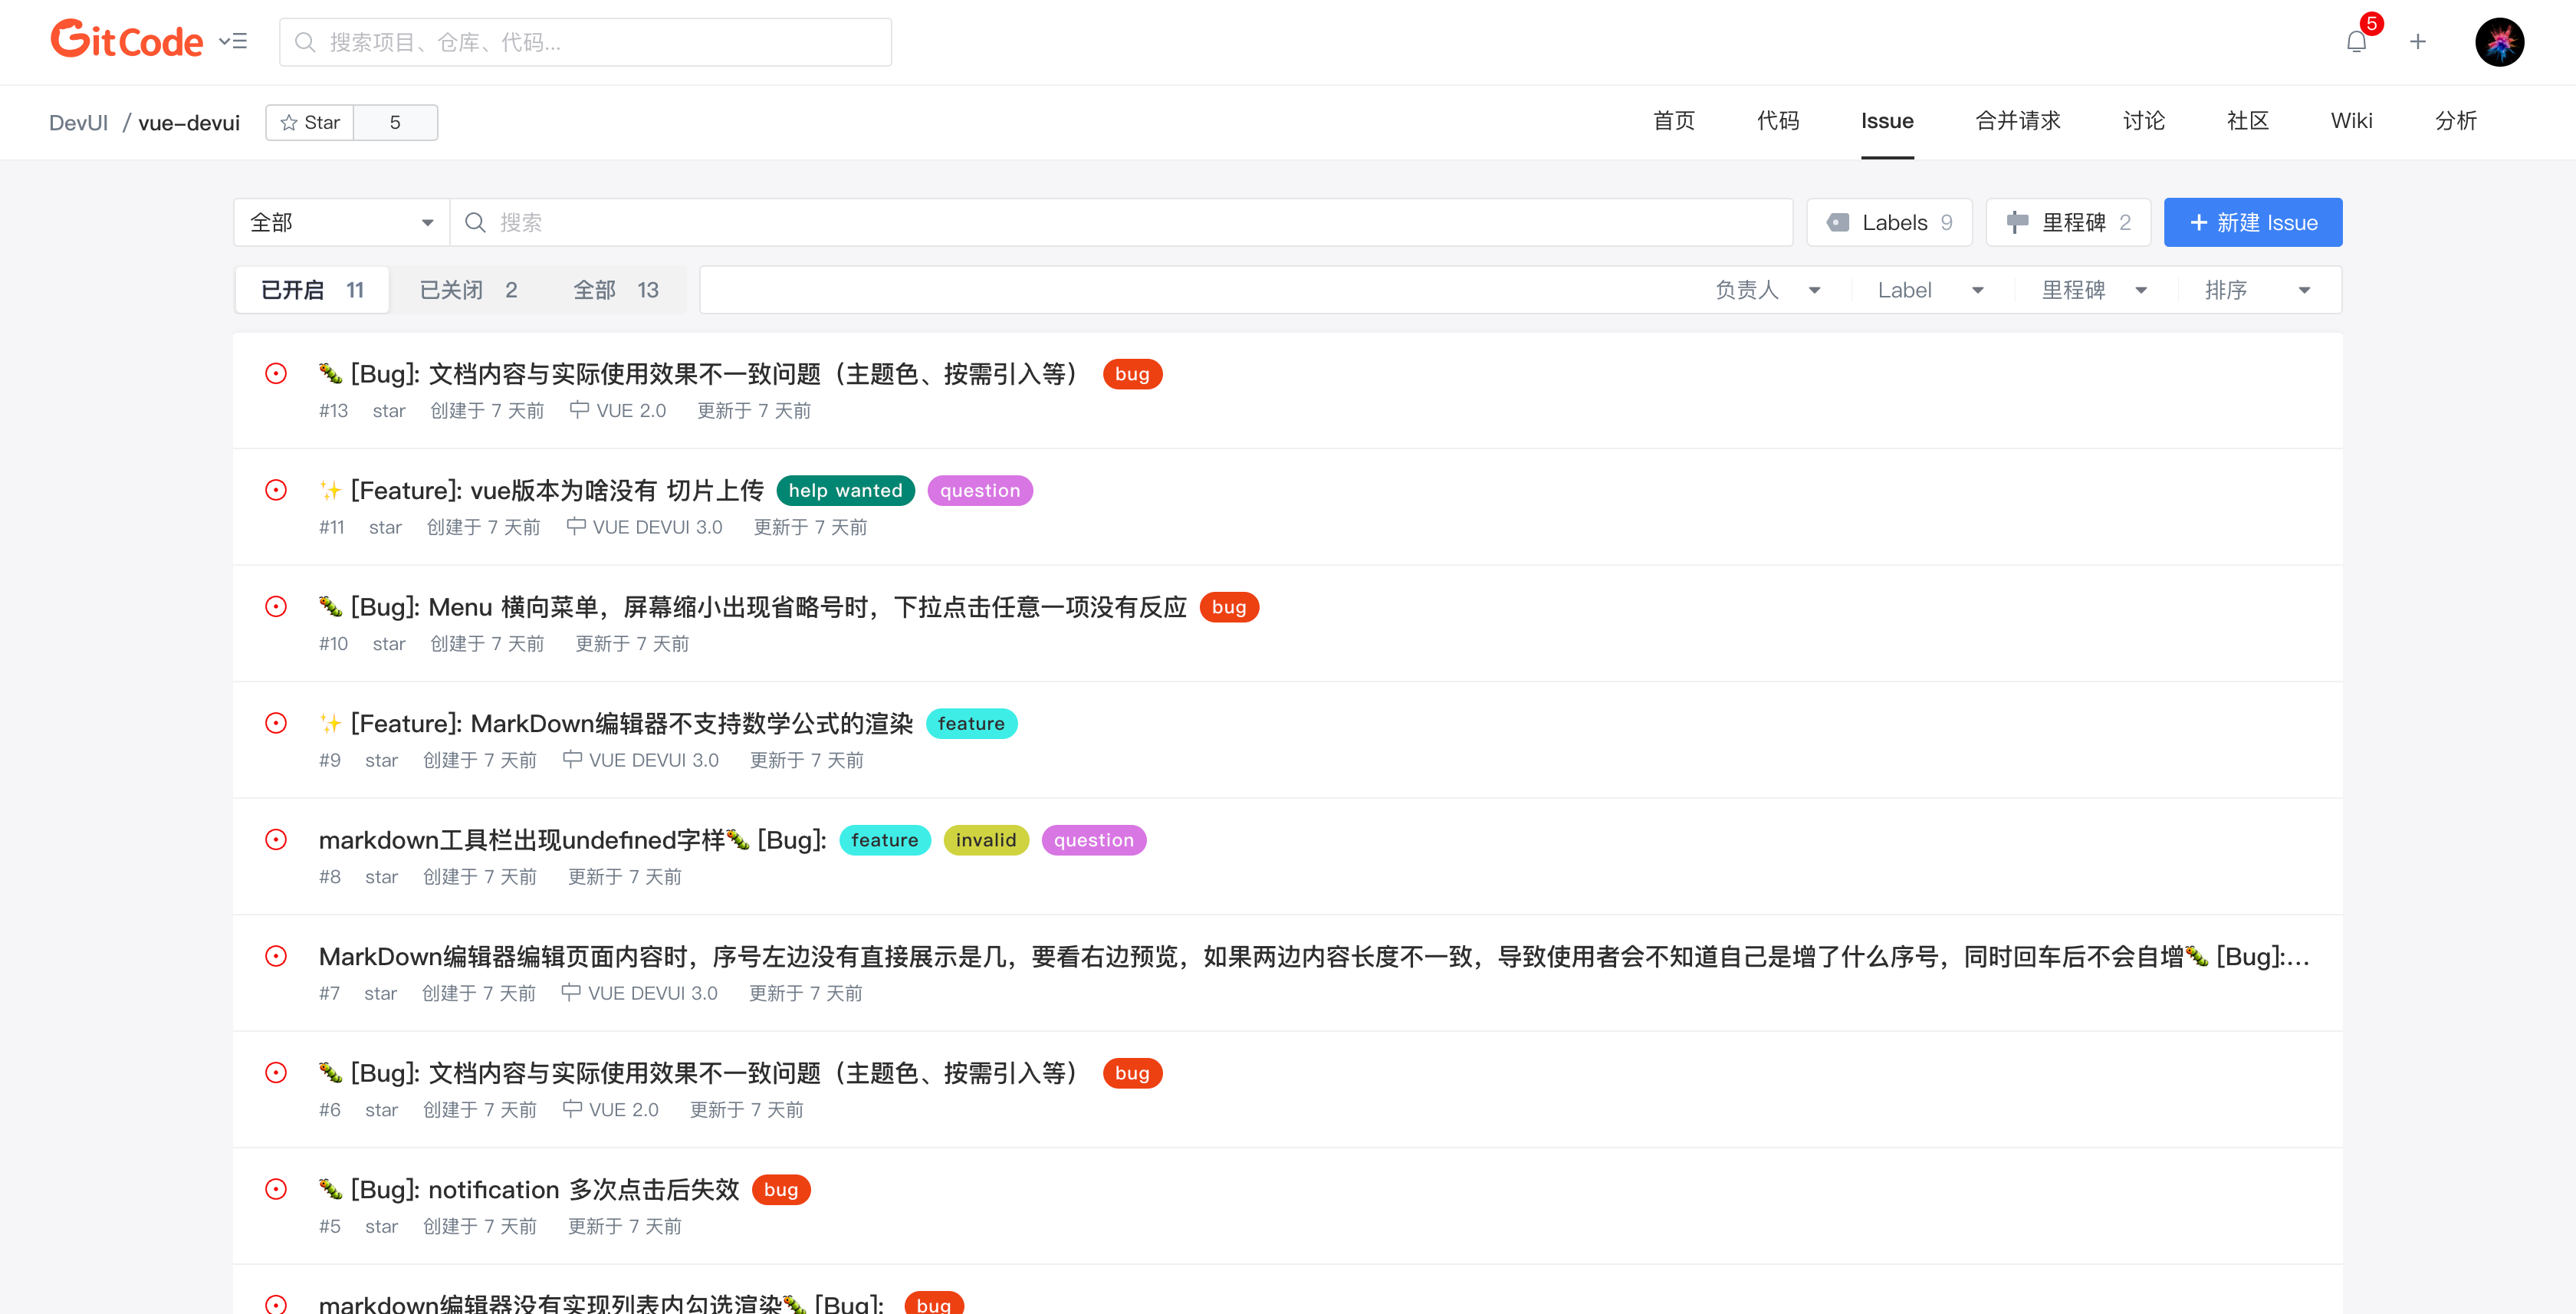 GitCode 搜索项目、仓库、代码... 5
DevUI / vue-devui Star 5 首页 代码 Issue 合并请求 讨论 社区 Wiki 分析
全部 搜索 Labels 9 里程碑 2 + 新建 Issue
已开启 11 已关闭 2 全部 13 负责人 Label 里程碑 排序
🐛 [Bug]: 文档内容与实际使用效果不一致问题（主题色、按需引入等） bug
#13 star 创建于 7 天前 VUE 2.0 更新于 7 天前
✨ [Feature]: vue版本为啥没有 切片上传 help wanted question
#11 star 创建于 7 天前 VUE DEVUI 3.0 更新于 7 天前
🐛 [Bug]: Menu 横向菜单，屏幕缩小出现省略号时，下拉点击任意一项没有反应 bug
#10 star 创建于 7 天前 更新于 7 天前
✨ [Feature]: MarkDown编辑器不支持数学公式的渲染 feature
#9 star 创建于 7 天前 VUE DEVUI 3.0 更新于 7 天前
markdown工具栏出现undefined字样🐛 [Bug]: feature invalid question
#8 star 创建于 7 天前 更新于 7 天前
MarkDown编辑器编辑页面内容时，序号左边没有直接展示是几，要看右边预览，如果两边内容长度不一致，导致使用者会不知道自己是增了什么序号，同时回车后不会自增🐛 [Bug]:...
#7 star 创建于 7 天前 VUE DEVUI 3.0 更新于 7 天前
🐛 [Bug]: 文档内容与实际使用效果不一致问题（主题色、按需引入等） bug
#6 star 创建于 7 天前 VUE 2.0 更新于 7 天前
🐛 [Bug]: notification 多次点击后失效 bug
#5 star 创建于 7 天前 更新于 7 天前
markdown编辑器没有实现列表内勾选渲染🐛 [Bug]: bug